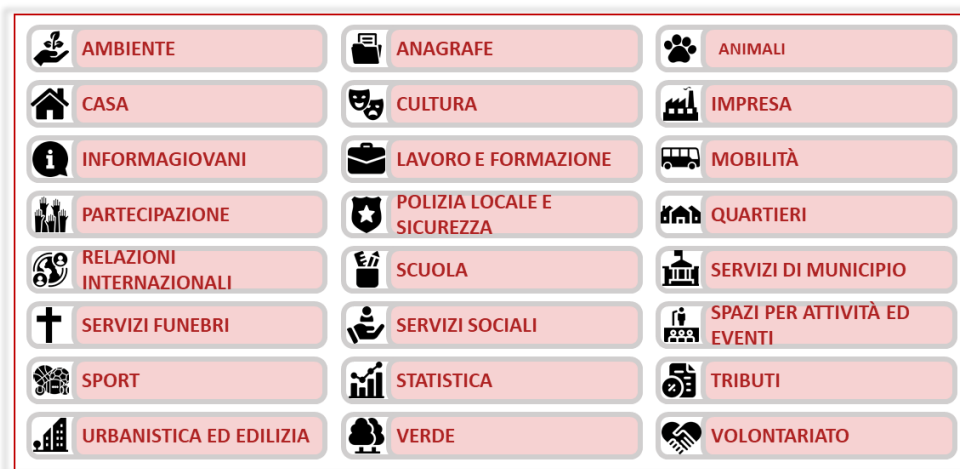 AMBIENTE
ANAGRAFE
ANIMALI
CASA
CULTURA
IMPRESA
INFORMAGIOVANI
LAVORO E FORMAZIONE
MOBILITÀ
PARTECIPAZIONE
POLIZIA LOCALE E
SICUREZZA
QUARTIERI
RELAZIONI
INTERNAZIONALI
SCUOLA
SERVIZI DI MUNICIPIO
SERVIZI FUNEBRI
SERVIZI SOCIALI
SPAZI PER ATTIVITÀ ED
EVENTI
SPORT
STATISTICA
TRIBUTI
URBANISTICA ED EDILIZIA
VERDE
VOLONTARIATO